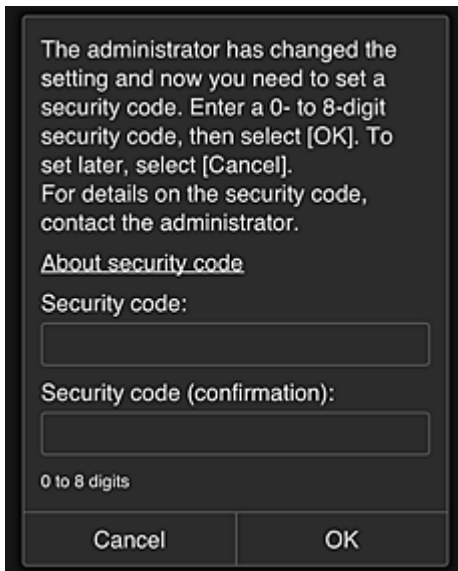 The administrator has changed the
setting and now you need to set a
security code. Enter a 0- to 8-digit
security code, then select [OK]. To
set later, select [Cancel].
For details on the security code,
contact the administrator.
About security code
Security code:
Security code (confirmation):
0 to 8 digits
Cancel
OK